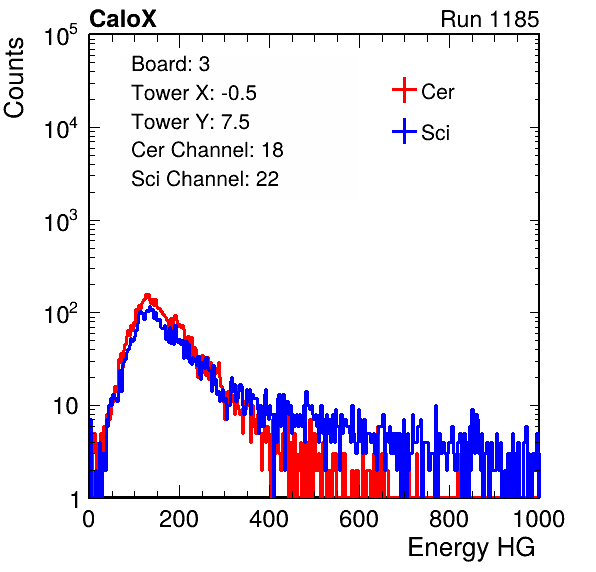 CaloX Run 1185
Counts
10^5
10^4
10^3
10^2
10
1
Board: 3
Tower X: -0.5
Tower Y: 7.5
Cer Channel: 18
Sci Channel: 22
Cer
Sci
0 200 400 600 800 1000
Energy HG